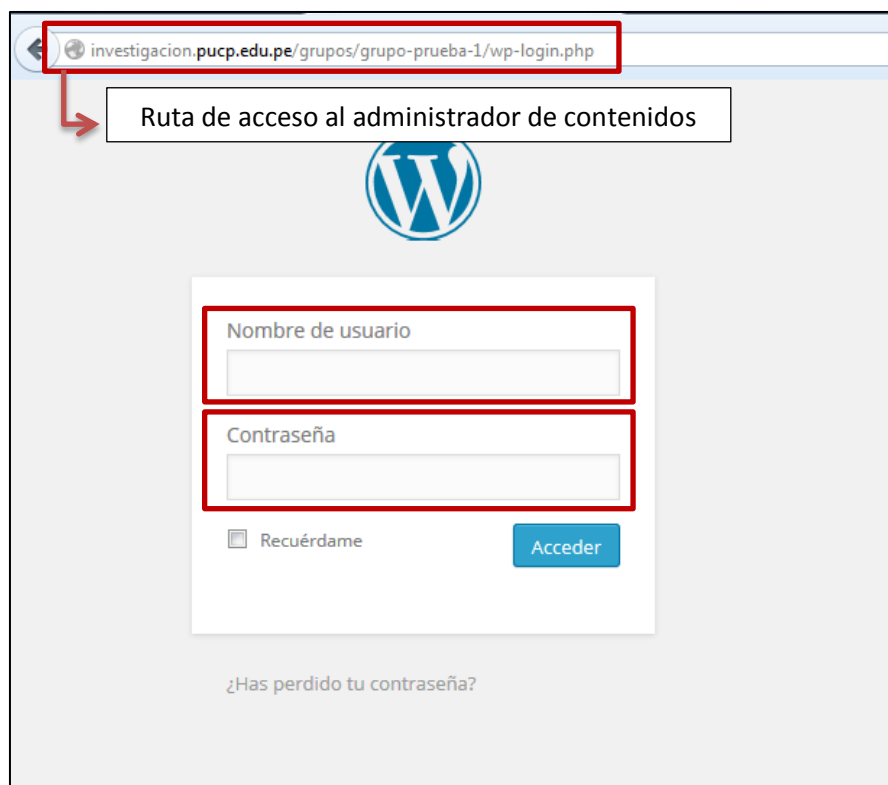 investigacion.pucp.edu.pe/grupos/grupo-prueba-1/wp-login.php
Ruta de acceso al administrador de contenidos
Nombre de usuario
Contraseña
Recuérdame
Acceder
¿Has perdido tu contraseña?